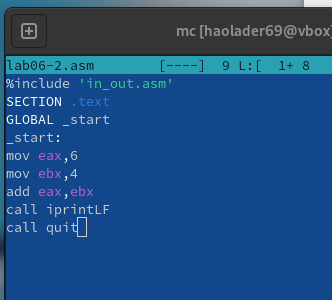 mc [haolader69@vbox
lab06-2.asm [----] 9 L:[ 1+ 8
%include 'in_out.asm'
SECTION .text
GLOBAL _start
_start:
mov eax,6
mov ebx,4
add eax,ebx
call iprintLF
call quit